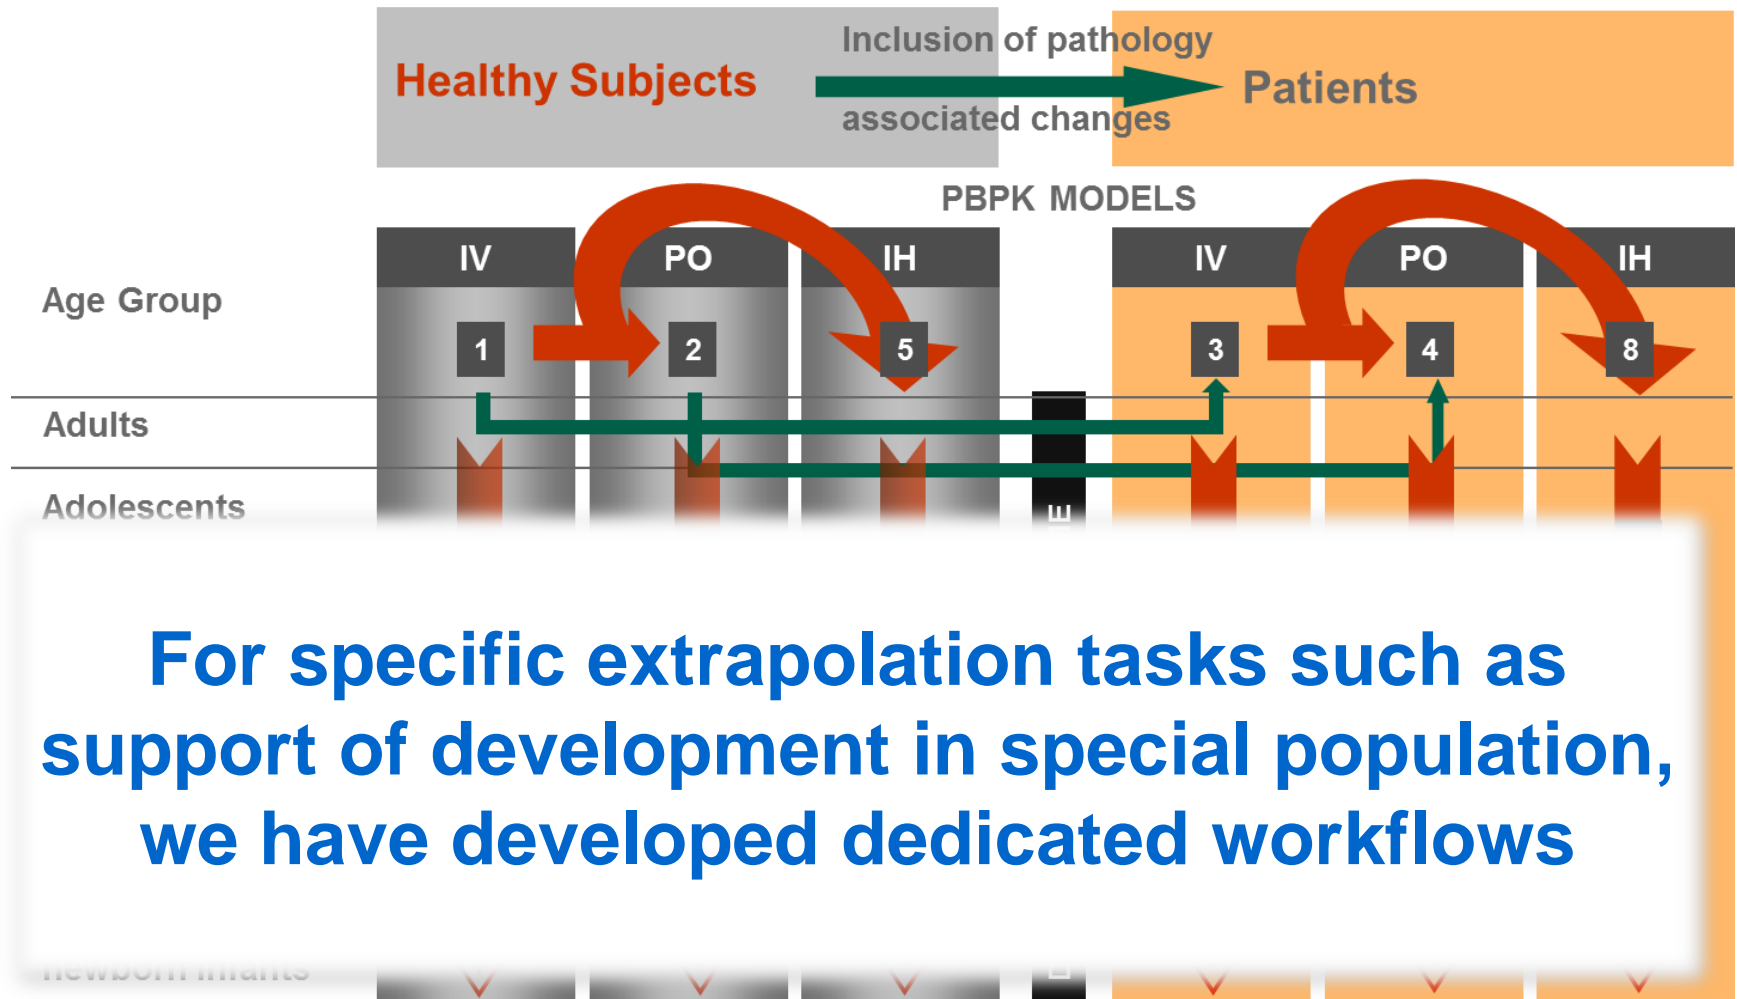 Inclusion of pathology
Healthy Subjects
Patients
associated changes
PBPK MODELS
IV PO IH IV PO IH
Age Group
1 2 5 3 4 8
Adults
Adolescents
For specific extrapolation tasks such as
support of development in special population,
we have developed dedicated workflows
newborn infants